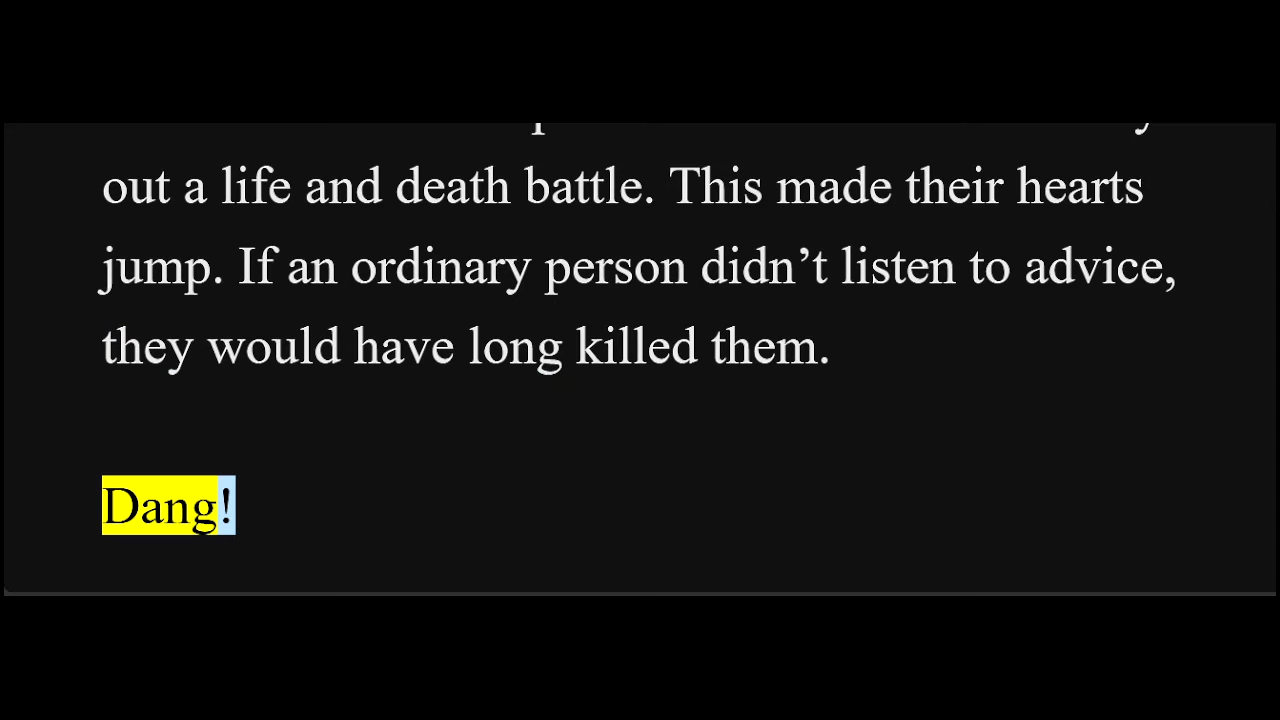 out a life and death battle. This made their hearts
jump. If an ordinary person didn’t listen to advice,
they would have long killed them.
Dang!